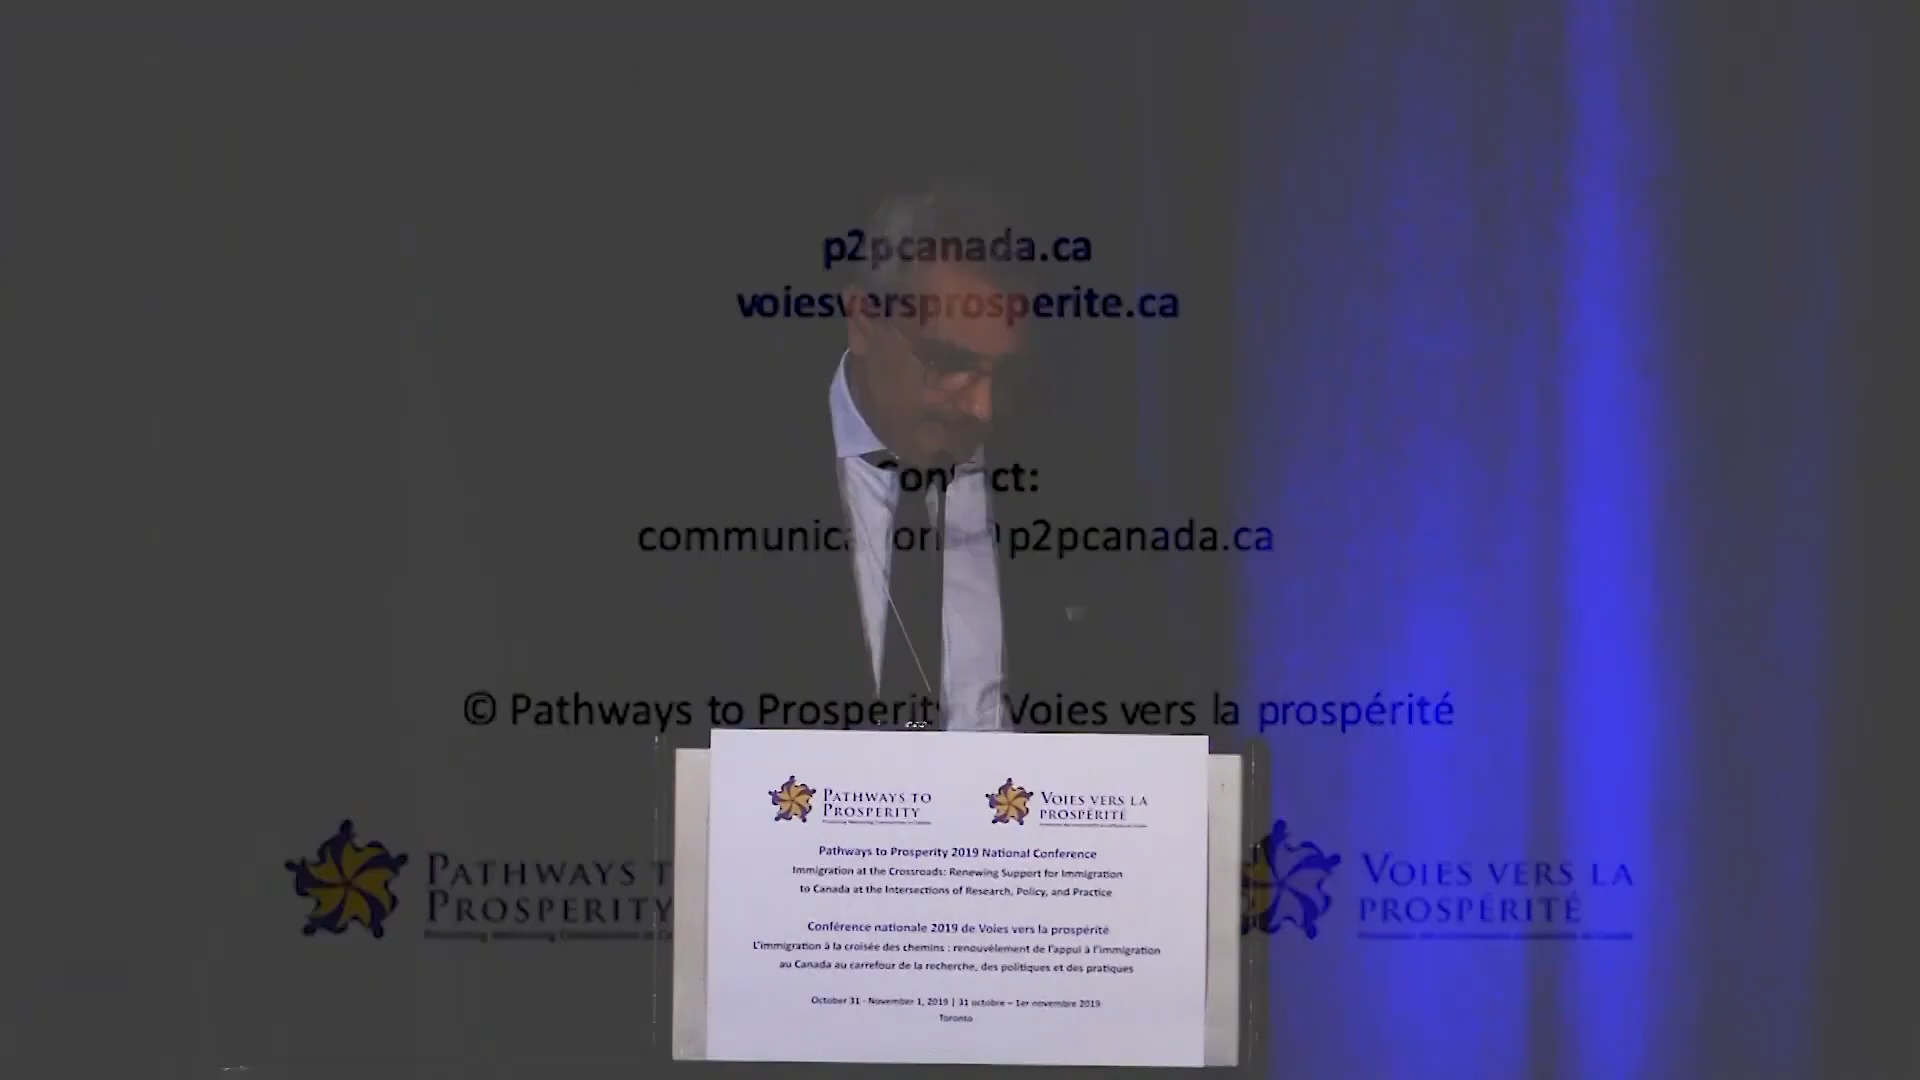 p2pcanada.ca
voiesversprosperite.ca
Contact:
communications@p2pcanada.ca
© Pathways to Prosperity Voies vers la prospérité
PATHWAYS TO
PROSPERITY
VOIES VERS LA
PROSPÉRITÉ
Pathways to Prosperity 2019 National Conference
Immigration at the Crossroads: Renewing Support for Immigration
to Canada at the Intersections of Research, Policy, and Practice
Conférence nationale 2019 de Voies vers la prospérité
L'immigration à la croisée des chemins : renouvèlement de l'appui à l'immigration
au Canada au carrefour de la recherche, des politiques et des pratiques
October 31 - November 1, 2019 | 31 octobre – 1er novembre 2019
Toronto
PATHWAYS T
PROSPERITY
VOIES VERS LA
PROSPÉRITÉ